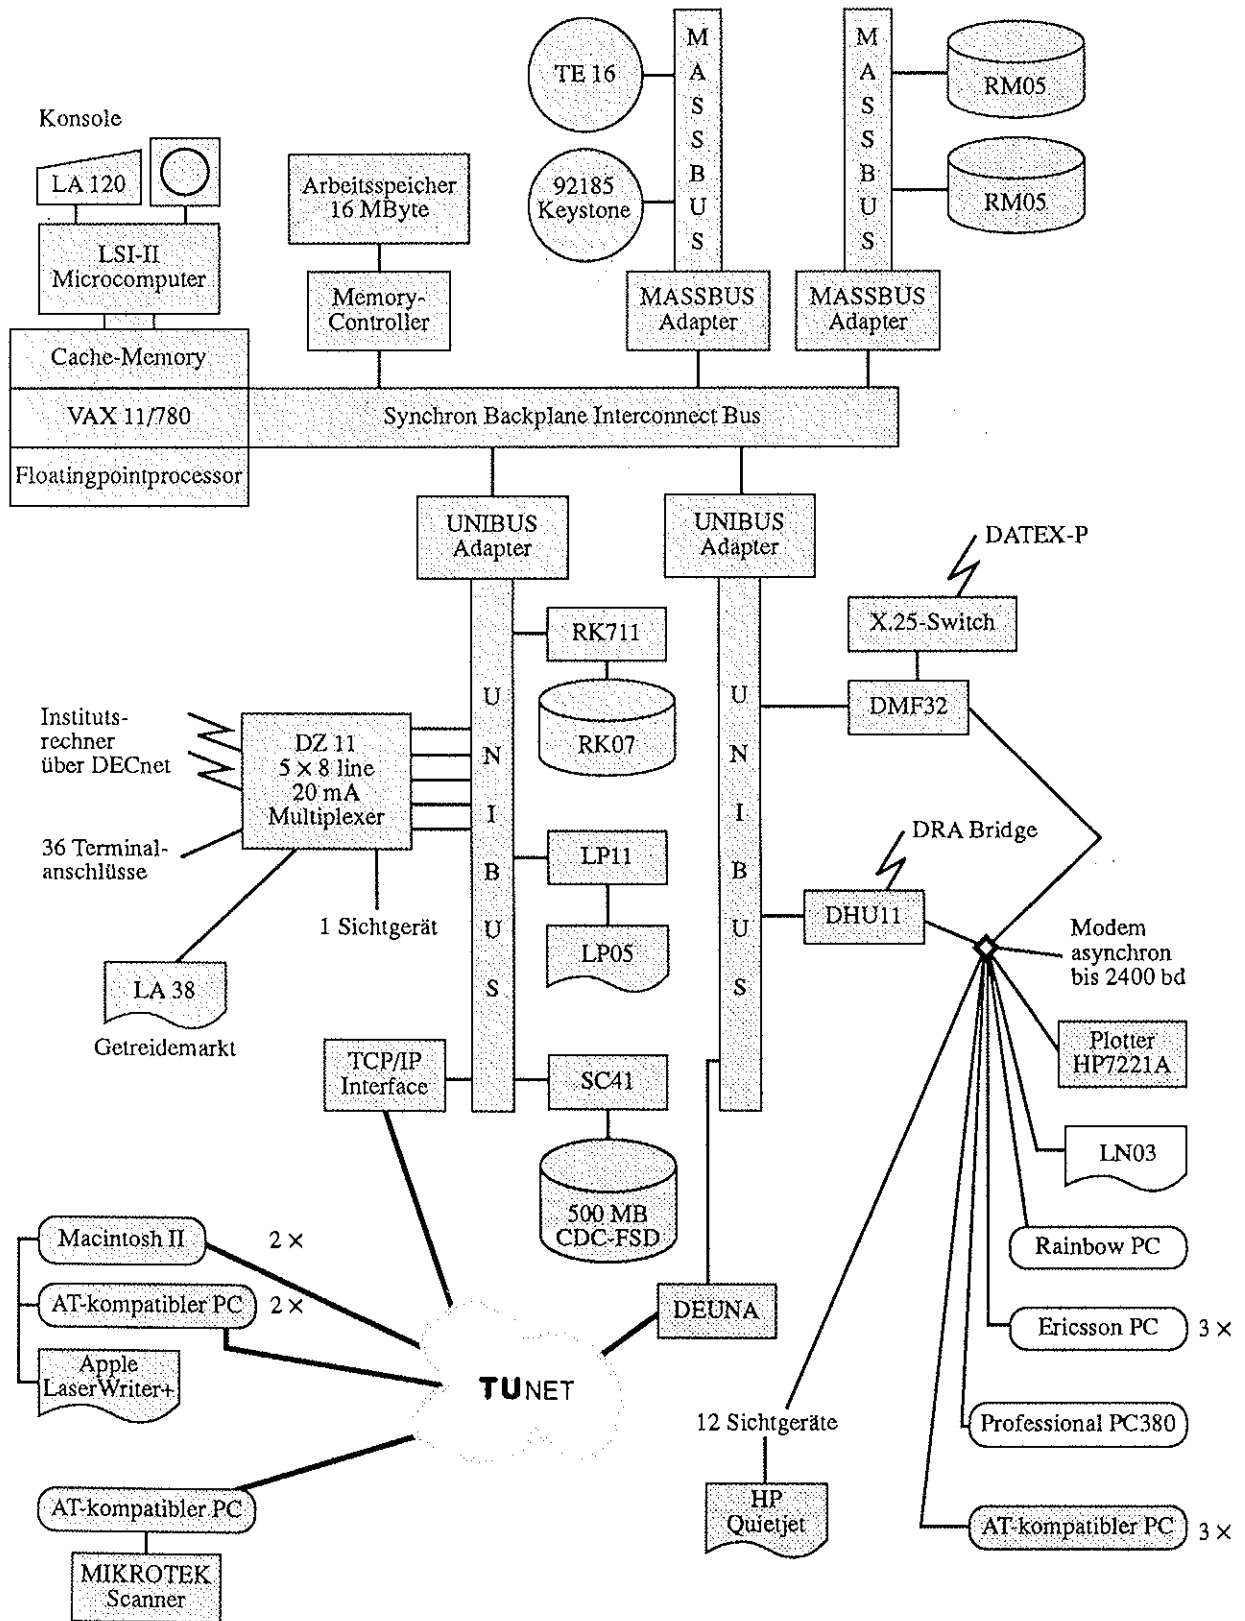 Konsole
LA 120
LSI-II
Microcomputer
Cache-Memory
VAX 11/780
Floatingpointprocessor
Arbeitsspeicher
16 MByte
Memory-
Controller
TE 16
92185
Keystone
MASSBUS
MASSBUS
Adapter
MASSBUS
MASSBUS
Adapter
RM05
RM05
Synchron Backplane Interconnect Bus
UNIBUS
Adapter
UNIBUS
Adapter
UNIBUS
UNIBUS
RK711
RK07
Instituts-
rechner
über DECnet
36 Terminal-
anschlüsse
DZ 11
5 × 8 line
20 mA
Multiplexer
1 Sichtgerät
LA 38
Getreidemarkt
LP11
LP05
TCP/IP
Interface
SC41
500 MB
CDC-FSD
DATEX-P
X.25-Switch
DMF32
DRA Bridge
DHU11
Modem
asynchron
bis 2400 bd
Plotter
HP7221A
LN03
Rainbow PC
Ericsson PC 3 ×
Professional PC380
AT-kompatibler PC 3 ×
12 Sichtgeräte
HP
Quietjet
DEUNA
TUNET
Macintosh II 2 ×
AT-kompatibler PC 2 ×
Apple
LaserWriter+
AT-kompatibler PC
MIKROTEK
Scanner